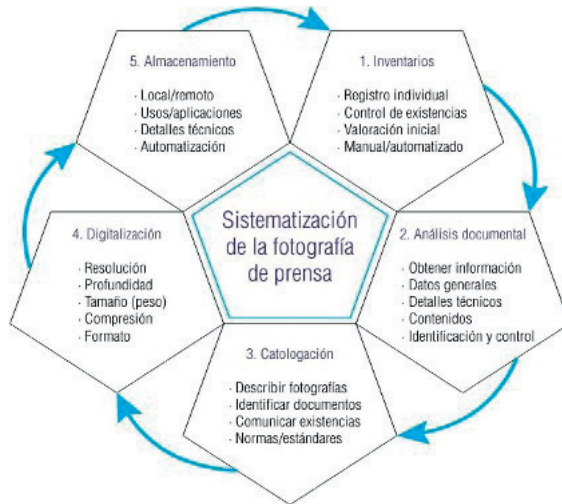 Sistematización
de la fotografía
de prensa
1. Inventarios
· Registro individual
· Control de existencias
· Valoración inicial
· Manual/automatizado
2. Análisis documental
· Obtener información
· Datos generales
· Detalles técnicos
· Contenidos
· Identificación y control
3. Catologación
· Describir fotografías
· Identificar documentos
· Comunicar existencias
· Normas/estándares
4. Digitalización
· Resolución
· Profundidad
· Tamaño (peso)
· Compresión
· Formato
5. Almacenamiento
· Local/remoto
· Usos/aplicaciones
· Detalles técnicos
· Automatización